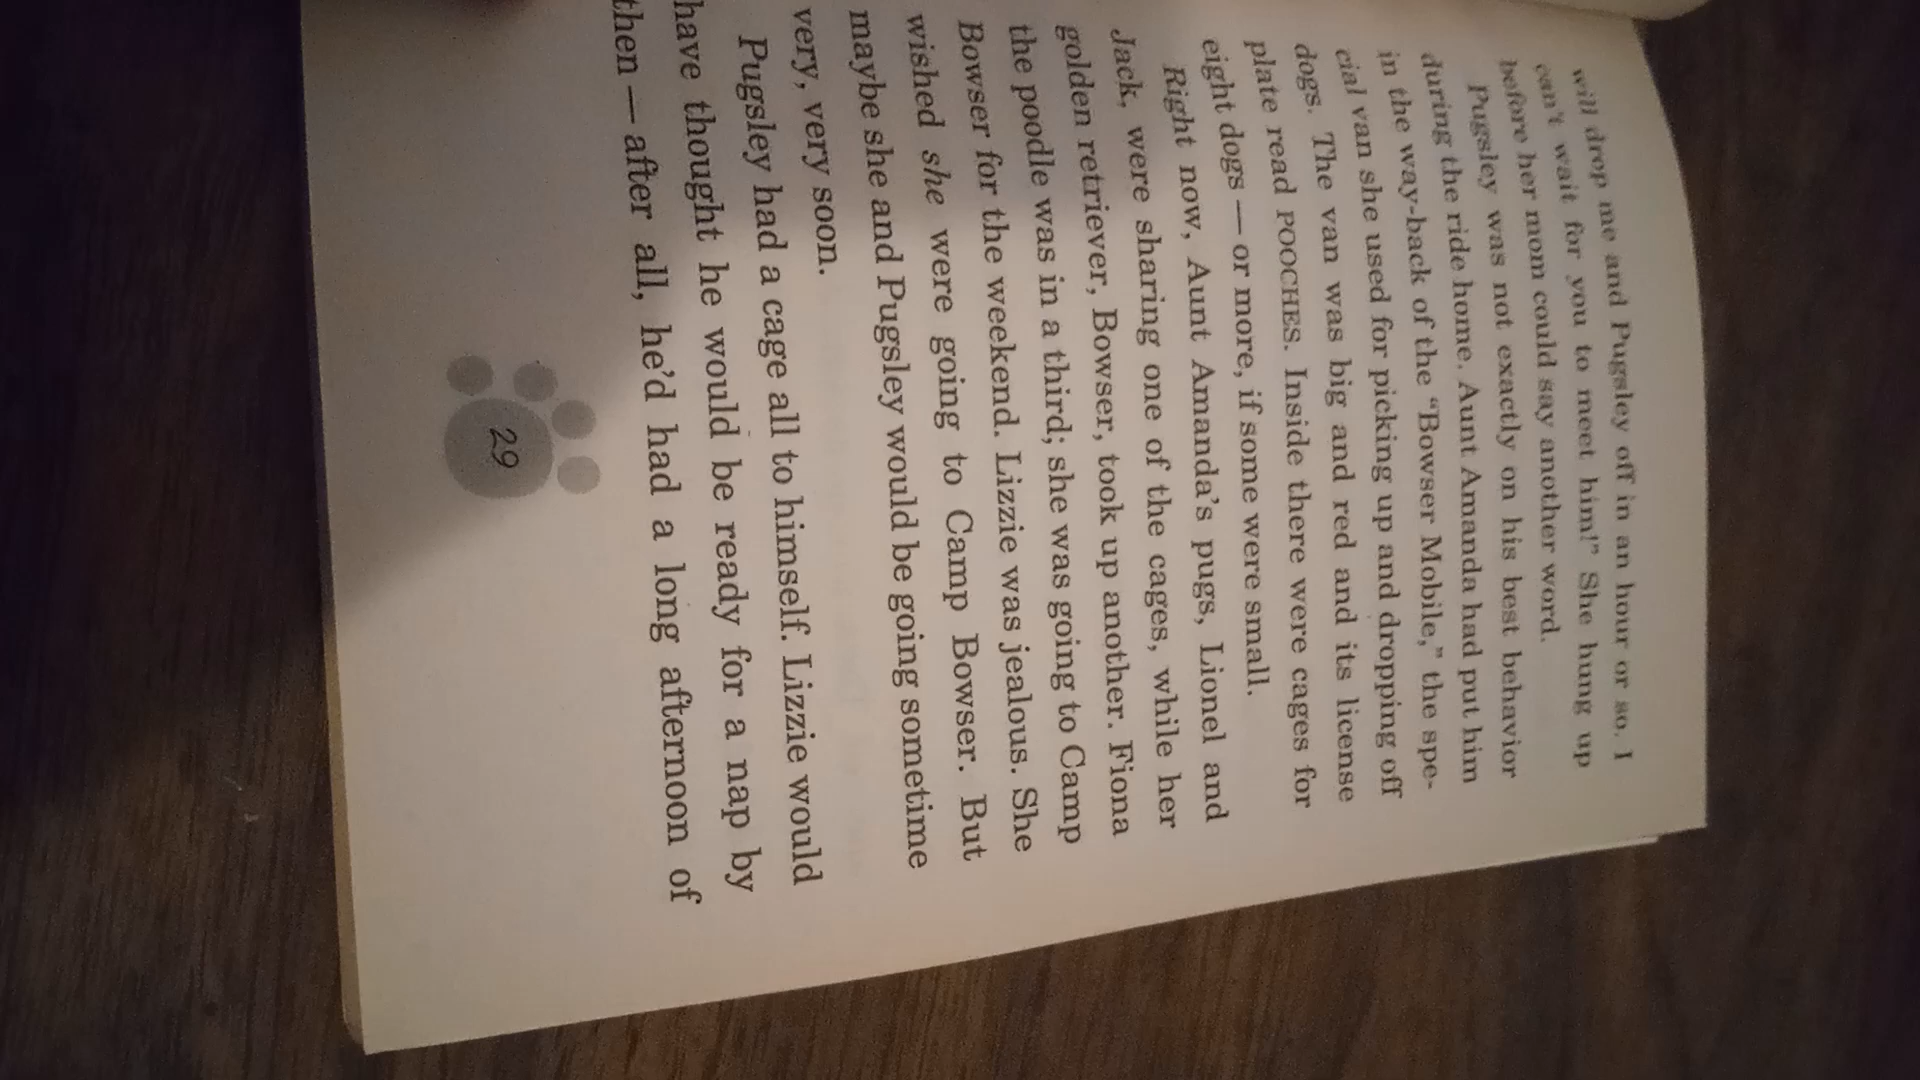 will drop me and Pugsley off in an hour or so. I
can't wait for you to meet him!" She hung up
before her mom could say another word.
Pugsley was not exactly on his best behavior
during the ride home. Aunt Amanda had put him
in the way-back of the "Bowser Mobile," the spe-
cial van she used for picking up and dropping off
dogs. The van was big and red and its license
plate read POOCHES. Inside there were cages for
eight dogs — or more, if some were small.
Right now, Aunt Amanda's pugs, Lionel and
Jack, were sharing one of the cages, while her
golden retriever, Bowser, took up another. Fiona
the poodle was in a third; she was going to Camp
Bowser for the weekend. Lizzie was jealous. She
wished she were going to Camp Bowser. But
maybe she and Pugsley would be going sometime
very, very soon.
Pugsley had a cage all to himself. Lizzie would
have thought he would be ready for a nap by
then — after all, he'd had a long afternoon of
29